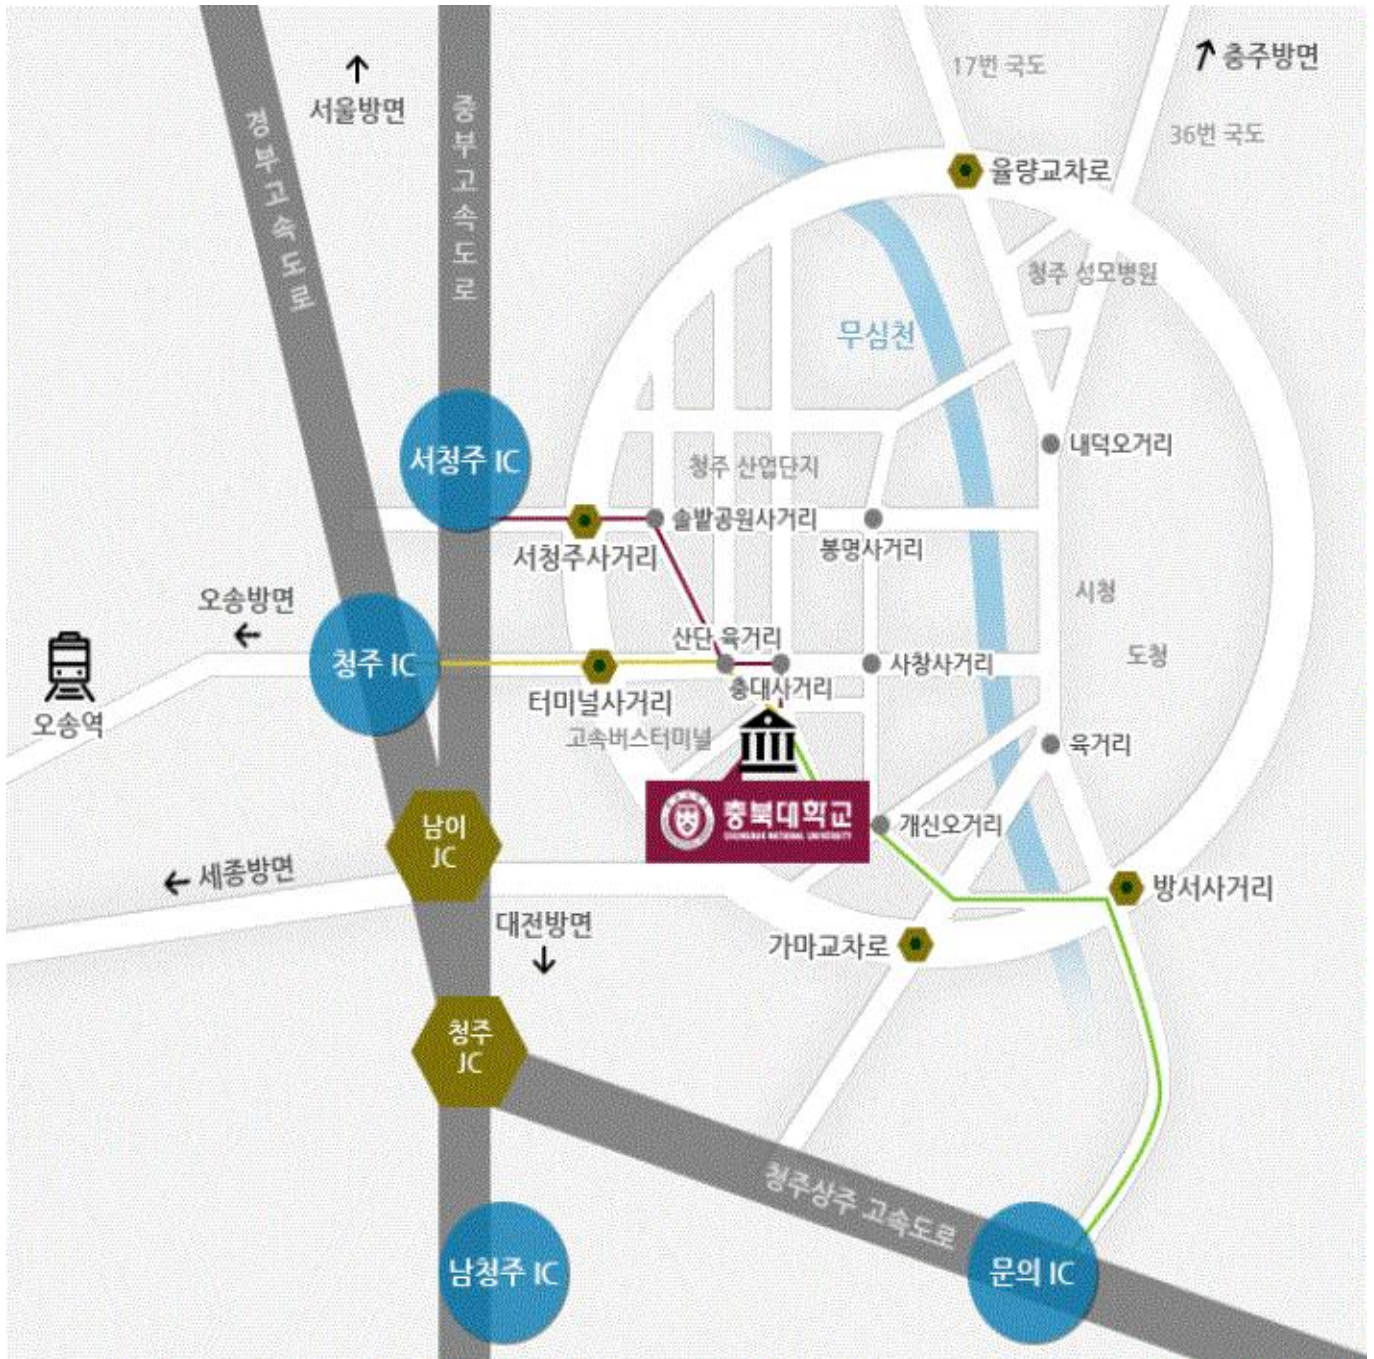 17번 국도
충주방면
서울방면
36번 국도
경부고속도로
중부고속도로
율량교차로
청주 성모병원
무심천
서청주 IC
내덕오거리
청주 산업단지
솔밭공원사거리
서청주사거리
봉명사거리
오송방면
시청
산단 육거리
청주 IC
사창사거리
도청
충대사거리
터미널사거리
오송역
고속버스터미널
육거리
충북대학교
CHUNGBUK NATIONAL UNIVERSITY
개신오거리
남이
JC
세종방면
방서사거리
대전방면
가마교차로
청주
JC
청주상주 고속도로
남청주 IC
문의 IC